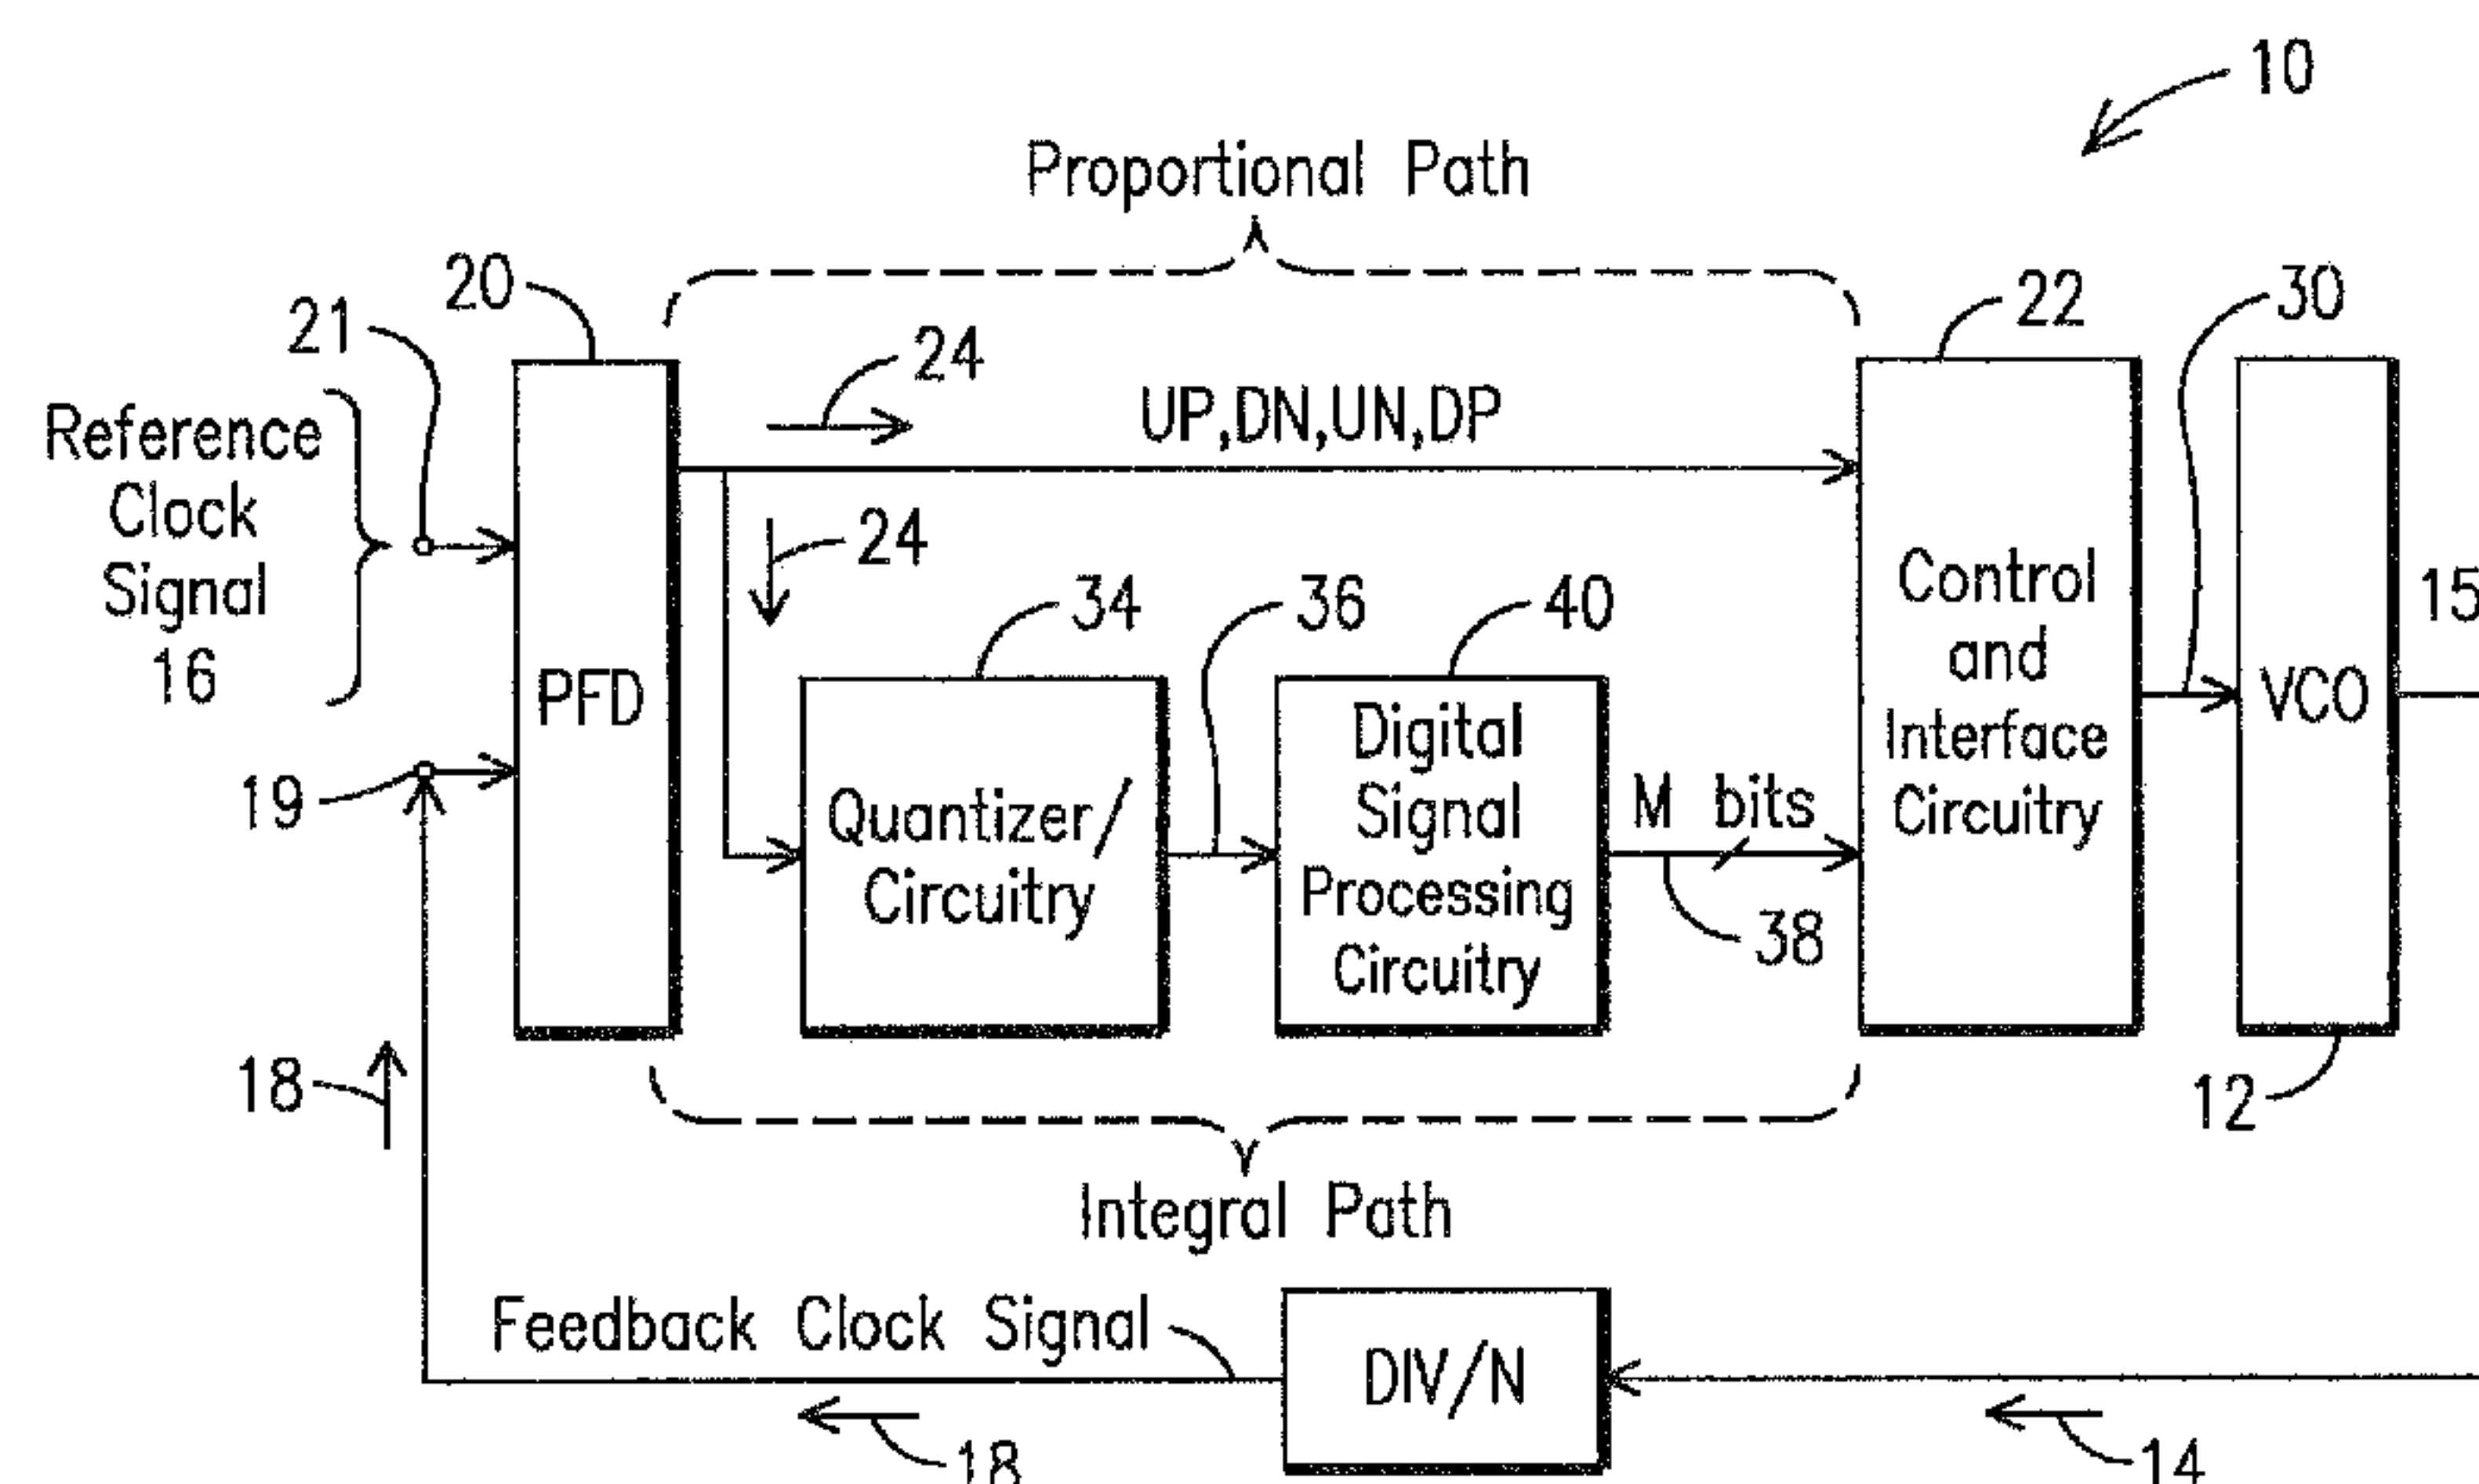 10
Proportional Path
20
21
24
22
30
UP,DN,UN,DP
Reference
Clock
Signal
16
24
34
36
40
15
PFD
Quantizer/
Circuitry
Digital
Signal
Processing
Circuitry
M bits
38
Control
and
Interface
Circuitry
VCO
19
18
12
Integral Path
Feedback Clock Signal
DIV/N
18
14